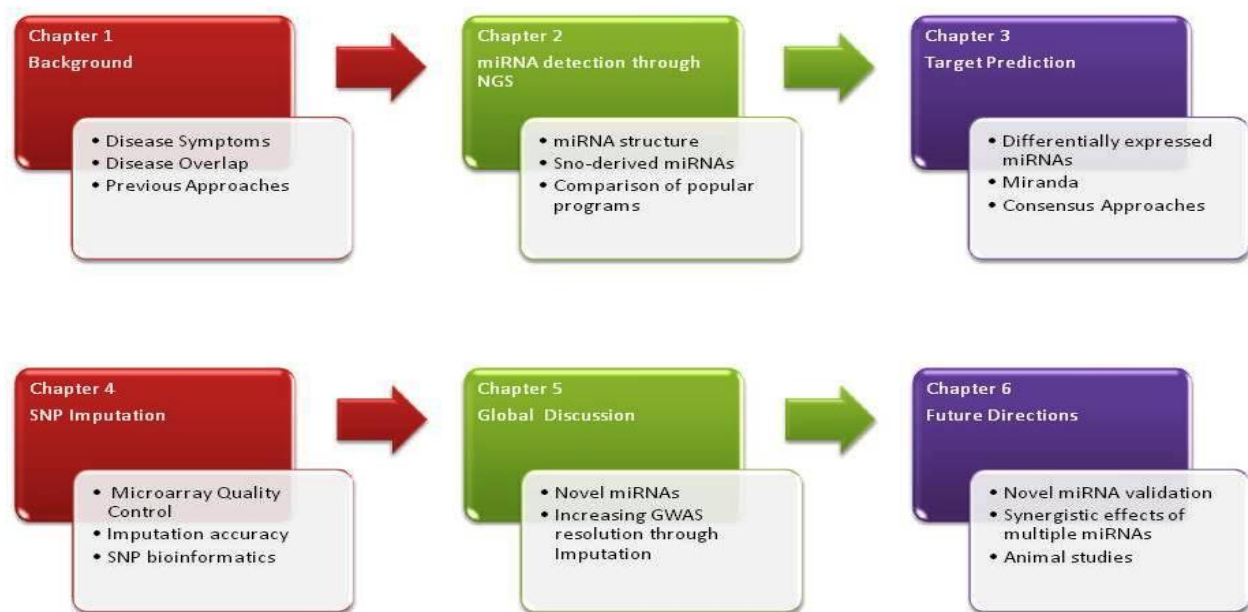 Chapter 1
Background
• Disease Symptoms
• Disease Overlap
• Previous Approaches
Chapter 2
miRNA detection through
NGS
• miRNA structure
• Sno-derived miRNAs
• Comparison of popular
programs
Chapter 3
Target Prediction
• Differentially expressed
miRNAs
• Miranda
• Consensus Approaches
Chapter 4
SNP Imputation
• Microarray Quality
Control
• Imputation accuracy
• SNP bioinformatics
Chapter 5
Global Discussion
• Novel miRNAs
• Increasing GWAS
resolution through
Imputation
Chapter 6
Future Directions
• Novel miRNA validation
• Synergistic effects of
multiple miRNAs
• Animal studies